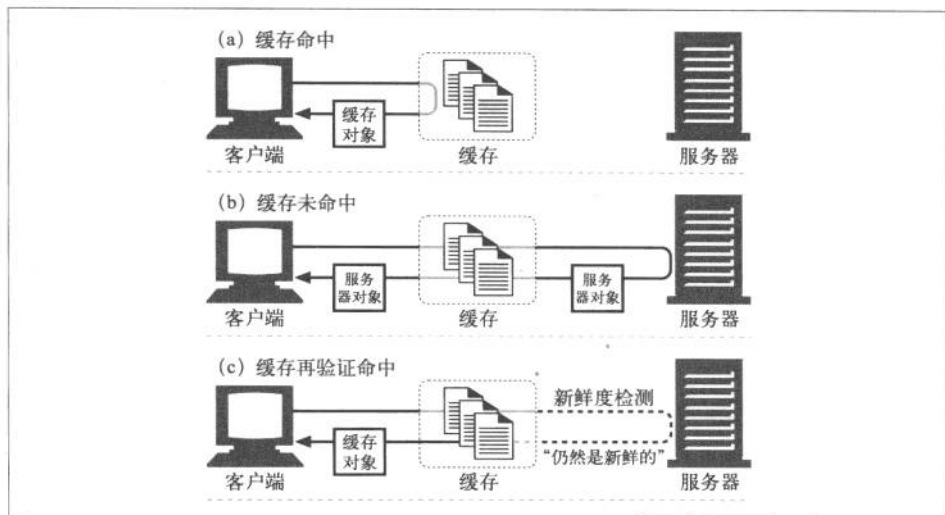 (a) 缓存命中
缓存
对象
客户端
缓存
服务器
(b) 缓存未命中
服务
器对象
服务
器对象
客户端
缓存
服务器
(c) 缓存再验证命中
新鲜度检测
缓存
对象
“仍然是新鲜的”
客户端
缓存
服务器